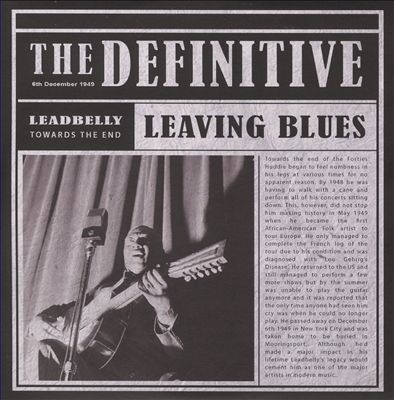 THE DEFINITIVE
6th December 1949
LEADBELLY
TOWARDS THE END
LEAVING BLUES
Towards the end of the Forties
Huddie began to feel numbness in
his legs at various times for no
apparent reason. By 1948 he was
having to walk with a cane and
perform all of his concerts sitting
down. This, however, did not stop
him making history in May 1949
when he became the first
African-American Folk artist to
tour Europe. He only managed to
complete the French leg of the
tour due to his condition and was
diagnosed with 'Lou Gehrig's
Disease'. He returned to the US and
still managed to perform a few
more shows but by the summer
was unable to play the guitar
anymore and it was reported that
the only time anyone had seen him
cry was when he could no longer
play. He passed away on December
6th 1949 in New York City and was
taken home to be buried in
Mooringsport. Although he'd
made a major impact in his
lifetime Leadbelly's legacy would
cement him as one of the major
artists in modern music.